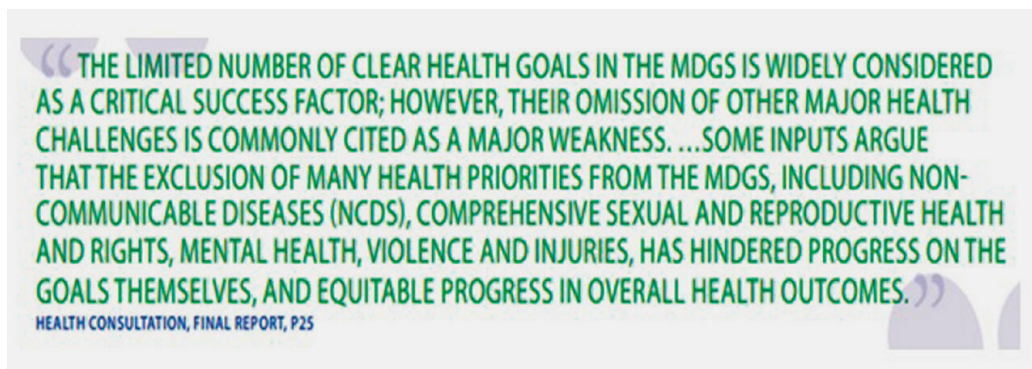 “THE LIMITED NUMBER OF CLEAR HEALTH GOALS IN THE MDGS IS WIDELY CONSIDERED
AS A CRITICAL SUCCESS FACTOR; HOWEVER, THEIR OMISSION OF OTHER MAJOR HEALTH
CHALLENGES IS COMMONLY CITED AS A MAJOR WEAKNESS. ...SOME INPUTS ARGUE
THAT THE EXCLUSION OF MANY HEALTH PRIORITIES FROM THE MDGS, INCLUDING NON-
COMMUNICABLE DISEASES (NCDS), COMPREHENSIVE SEXUAL AND REPRODUCTIVE HEALTH
AND RIGHTS, MENTAL HEALTH, VIOLENCE AND INJURIES, HAS HINDERED PROGRESS ON THE
GOALS THEMSELVES, AND EQUITABLE PROGRESS IN OVERALL HEALTH OUTCOMES.”
HEALTH CONSULTATION, FINAL REPORT, P25